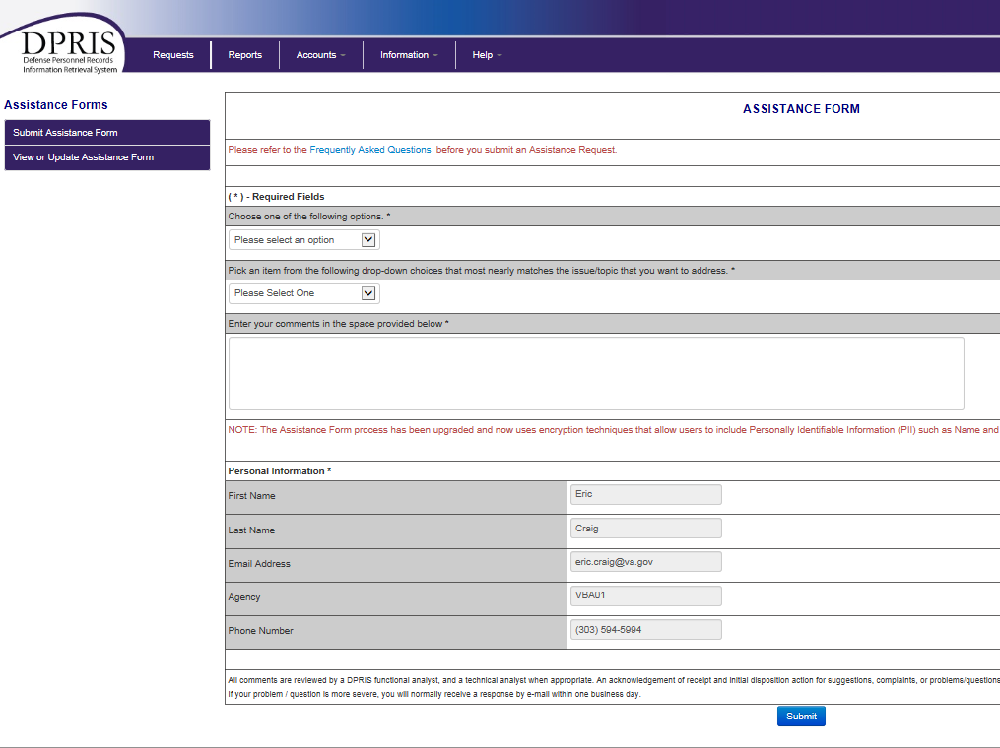 DPRIS
Defense Personnel Records
Information Retrieval System
Requests
Reports
Accounts
Information
Help
Assistance Forms
Submit Assistance Form
View or Update Assistance Form
ASSISTANCE FORM
Please refer to the Frequently Asked Questions before you submit an Assistance Request.
( * ) - Required Fields
Choose one of the following options. *
Please select an option
Pick an item from the following drop-down choices that most nearly matches the issue/topic that you want to address. *
Please Select One
Enter your comments in the space provided below *
NOTE: The Assistance Form process has been upgraded and now uses encryption techniques that allow users to include Personally Identifiable Information (PII) such as Name and
Personal Information *
First Name
Eric
Last Name
Craig
Email Address
eric.craig@va.gov
Agency
VBA01
Phone Number
(303) 594-5994
All comments are reviewed by a DPRIS functional analyst, and a technical analyst when appropriate. An acknowledgement of receipt and initial disposition action for suggestions, complaints, or problems/questions
If your problem / question is more severe, you will normally receive a response by e-mail within one business day.
Submit